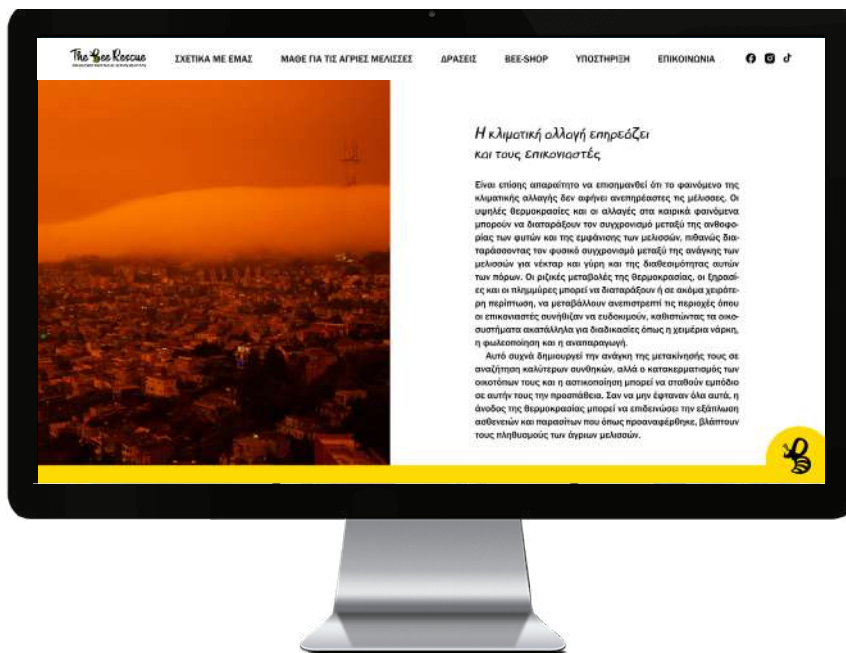 The Bee Rescue
ΣΧΕΤΙΚΑ ΜΕ ΕΜΑΣ ΜΑΘΕ ΓΙΑ ΤΙΣ ΑΓΡΙΕΣ ΜΕΛΙΣΣΕΣ ΔΡΑΣΕΙΣ BEE-SHOP ΥΠΟΣΤΗΡΙΞΗ ΕΠΙΚΟΙΝΩΝΙΑ
Η κλιματική αλλαγή επηρεάζει
και τους επικονιαστές
Είναι επίσης απαραίτητο να επισημανθεί ότι το φαινόμενο της
κλιματικής αλλαγής δεν αφήνει ανεπηρέαστες τις μέλισσες. Οι
υψηλές θερμοκρασίες και οι αλλαγές στα καιρικά φαινόμενα
μπορούν να διαταράξουν τον συγχρονισμό μεταξύ της ανθοφο-
ρίας των φυτών και της εμφάνισης των μελισσών, πιθανώς δια-
ταράσσοντας τον φυσικό συγχρονισμό μεταξύ της ανάγκης των
μελισσών για νέκταρ και γύρη και της διαθεσιμότητας αυτών
των πόρων. Οι ριζικές μεταβολές της θερμοκρασίας, οι ξηρασί-
ες και οι πλημμύρες μπορεί να διαταράξουν ή σε ακόμα χειρότε-
ρη περίπτωση, να μεταβάλλουν ανεπιστρεπτί τις περιοχές όπου
οι επικονιαστές συνήθιζαν να ευδοκιμούν, καθιστώντας τα οικο-
συστήματα ακατάλληλα για διαδικασίες όπως η χειμέρια νάρκη,
η φωλεοποίηση και η αναπαραγωγή.
Αυτό συχνά δημιουργεί την ανάγκη της μετακίνησής τους σε
αναζήτηση καλύτερων συνθηκών, αλλά ο κατακερματισμός των
οικοτόπων τους και η αστικοποίηση μπορεί να σταθούν εμπόδιο
σε αυτήν τους την προσπάθεια. Σαν να μην έφταναν όλα αυτά, η
άνοδος της θερμοκρασίας μπορεί να επιδεινώσει την εξάπλωση
ασθενειών και παρασίτων που όπως προαναφέρθηκε, βλάπτουν
τους πληθυσμούς των άγριων μελισσών.